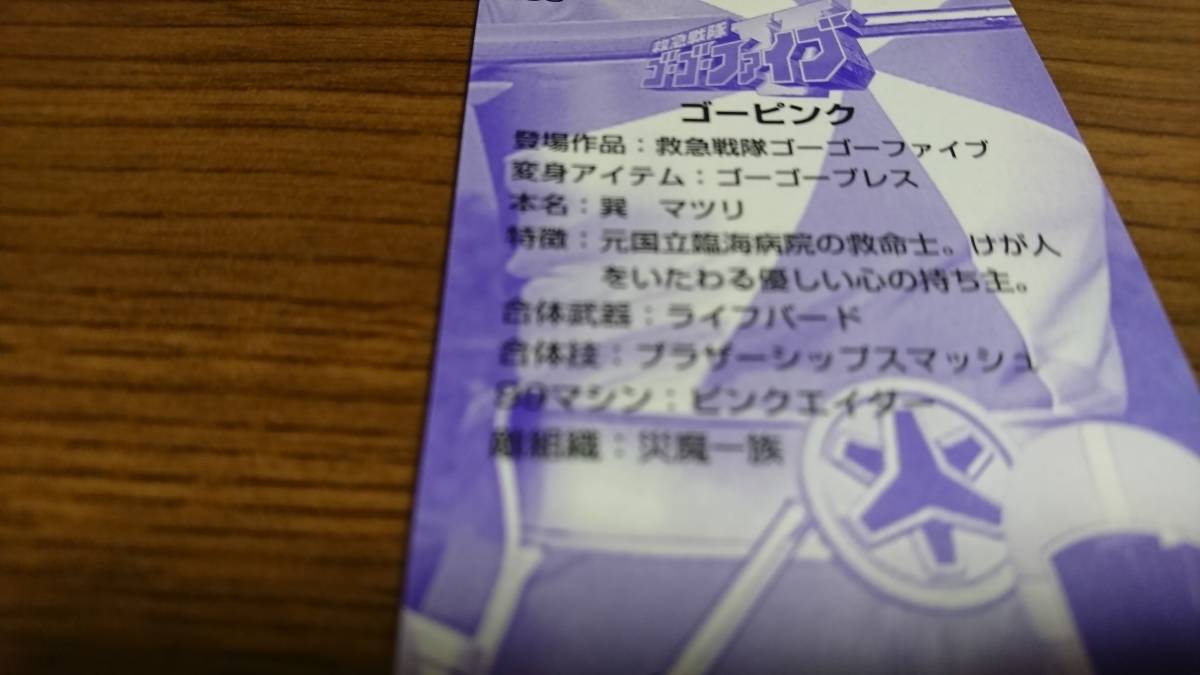 救急戦隊
ゴーゴーファイブ
ゴーピンク
登場作品：救急戦隊ゴーゴーファイブ
変身アイテム：ゴーゴーブレス
本名：巽　マツリ
特徴：元国立臨海病院の救命士。けが人
をいたわる優しい心の持ち主。
合体武器：ライフバード
合体技：ブラザーシップスマッシュ
99マシン：ピンクエイダー
敵組織：災魔一族